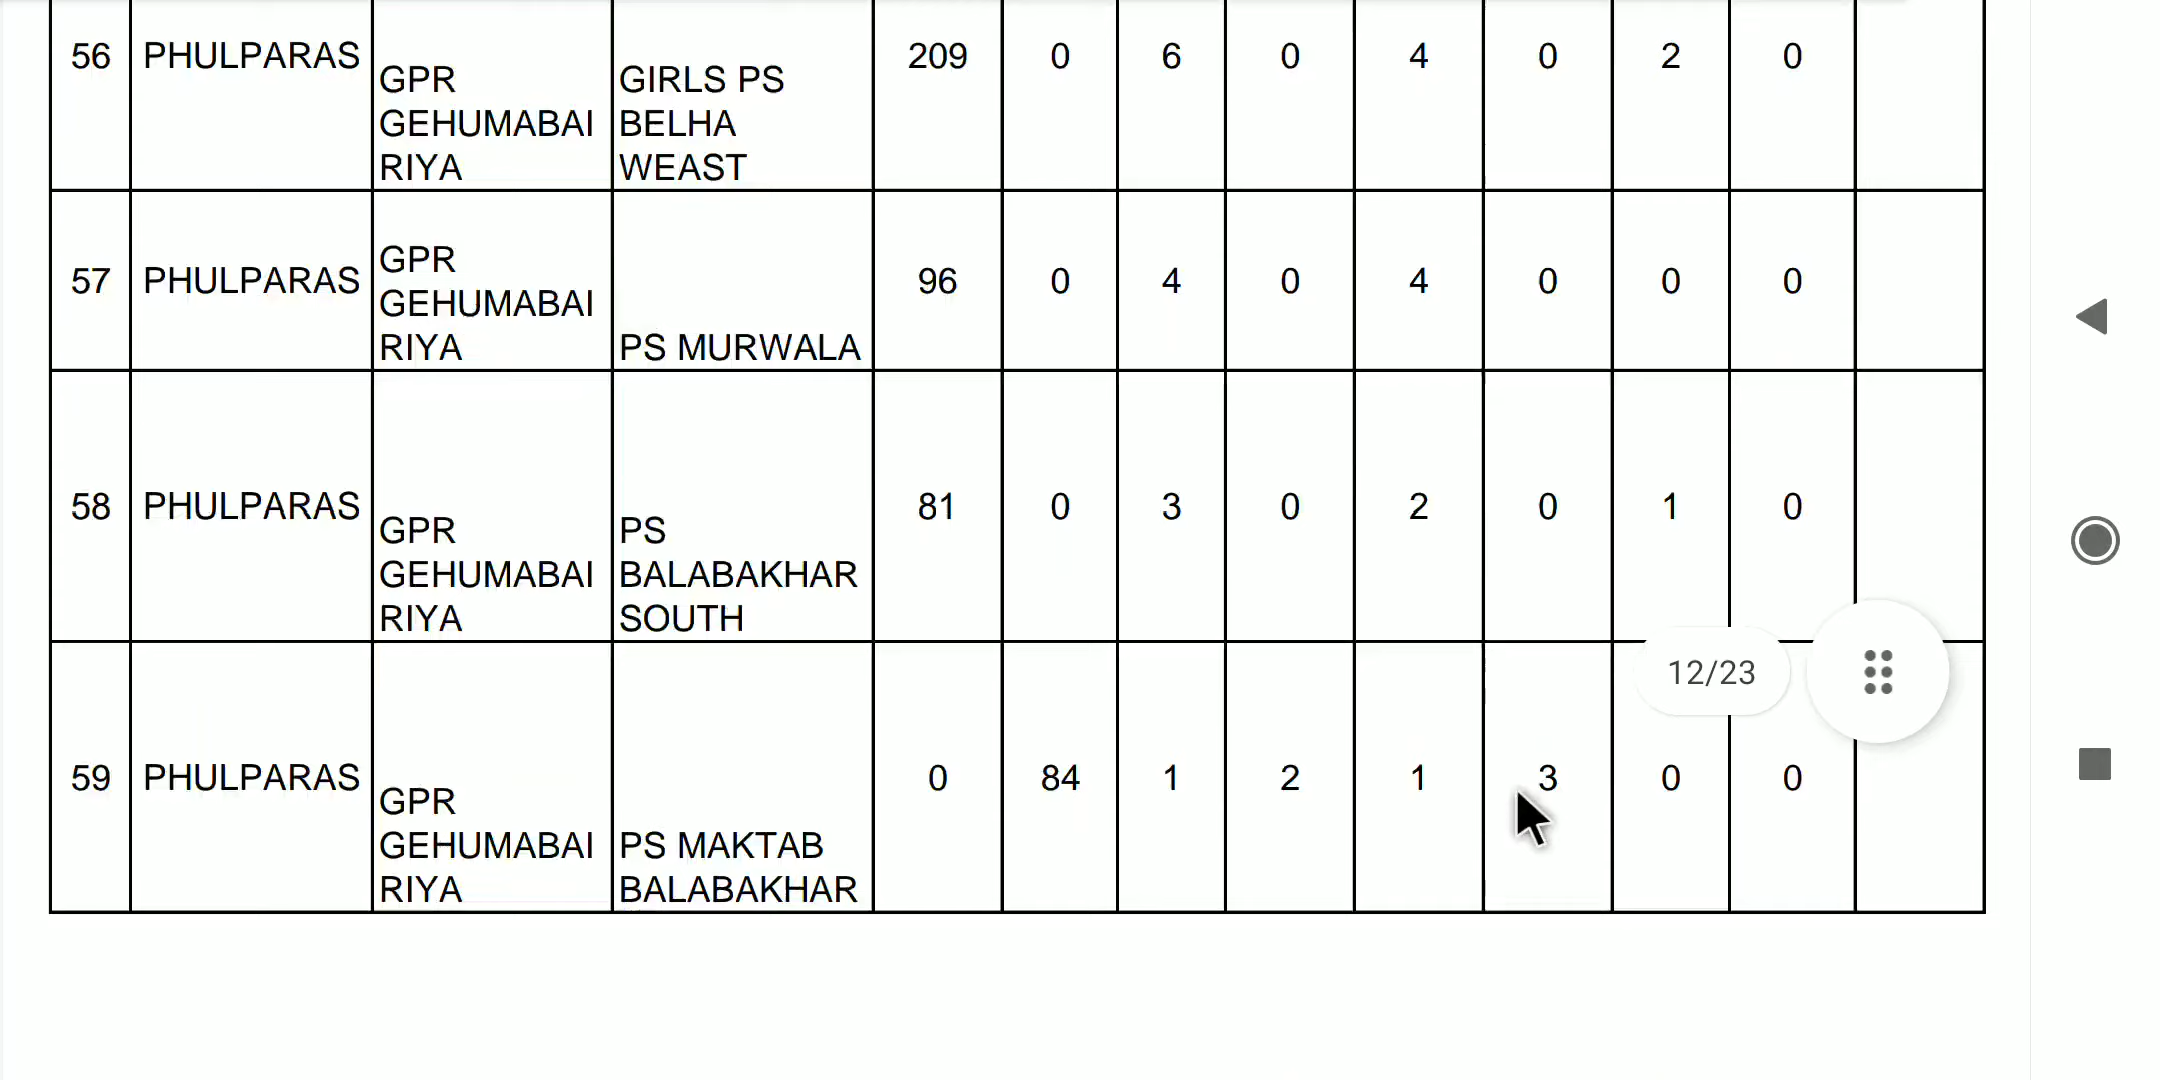 56 PHULPARAS GPR GEHUMABAI RIYA GIRLS PS BELHA WEAST 209 0 6 0 4 0 2 0
57 PHULPARAS GPR GEHUMABAI RIYA PS MURWALA 96 0 4 0 4 0 0 0
58 PHULPARAS GPR GEHUMABAI RIYA PS BALABAKHAR SOUTH 81 0 3 0 2 0 1 0
12/23
59 PHULPARAS GPR GEHUMABAI RIYA PS MAKTAB BALABAKHAR 0 84 1 2 1 3 0 0